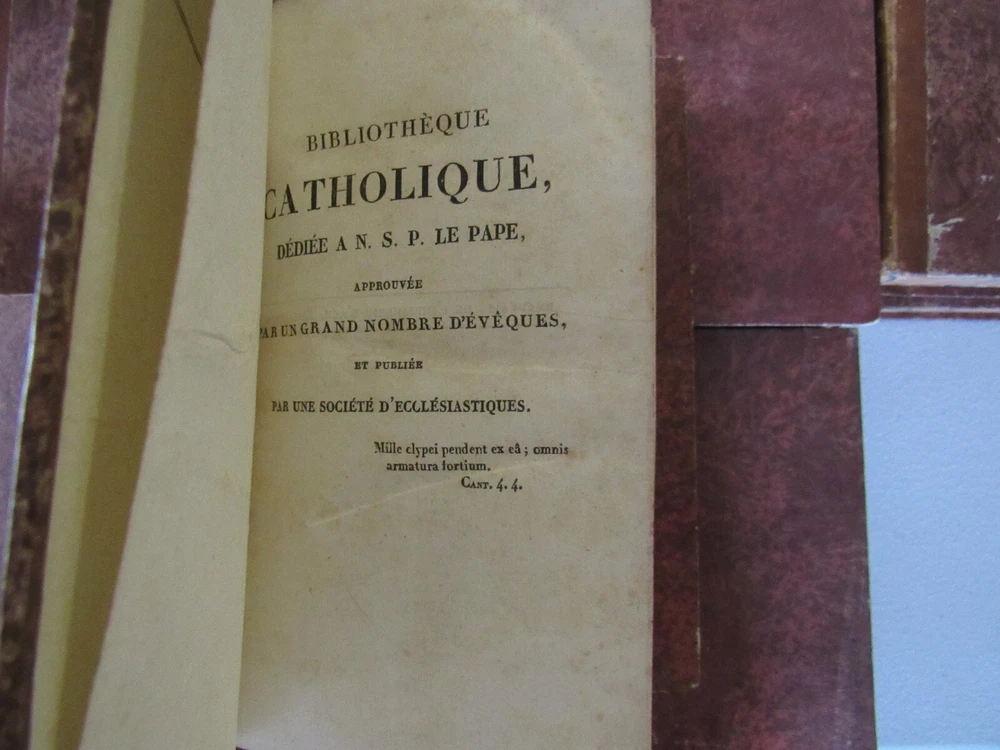 BIBLIOTHÈQUE
CATHOLIQUE,
DÉDIÉE A N. S. P. LE PAPE,
APPROUVÉE
PAR UN GRAND NOMBRE D'ÉVÊQUES,
ET PUBLIÉE
PAR UNE SOCIÉTÉ D'ECCLÉSIASTIQUES.
Mille clypei pendent ex eâ ; omnis
armatura fortium.
CANT. 4. 4.